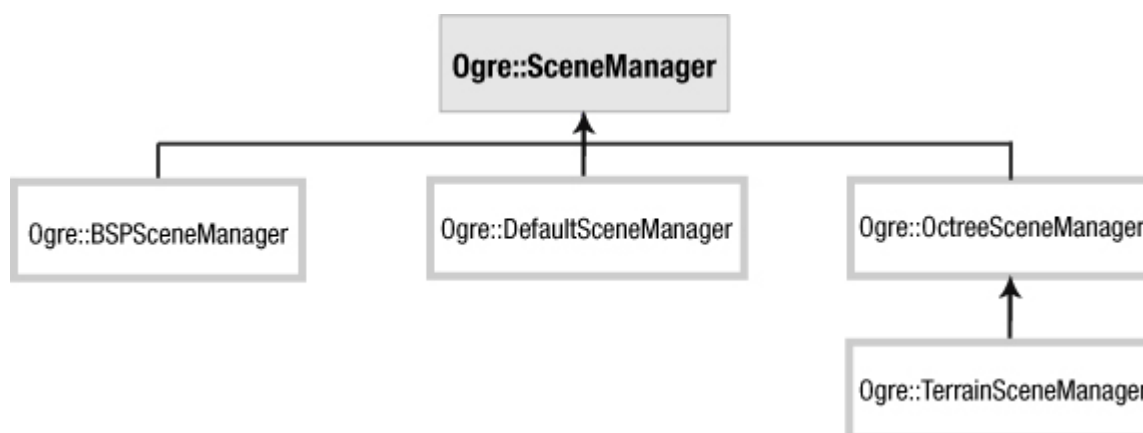 Ogre::SceneManager
Ogre::BSPSceneManager
Ogre::DefaultSceneManager
Ogre::OctreeSceneManager
Ogre::TerrainSceneManager